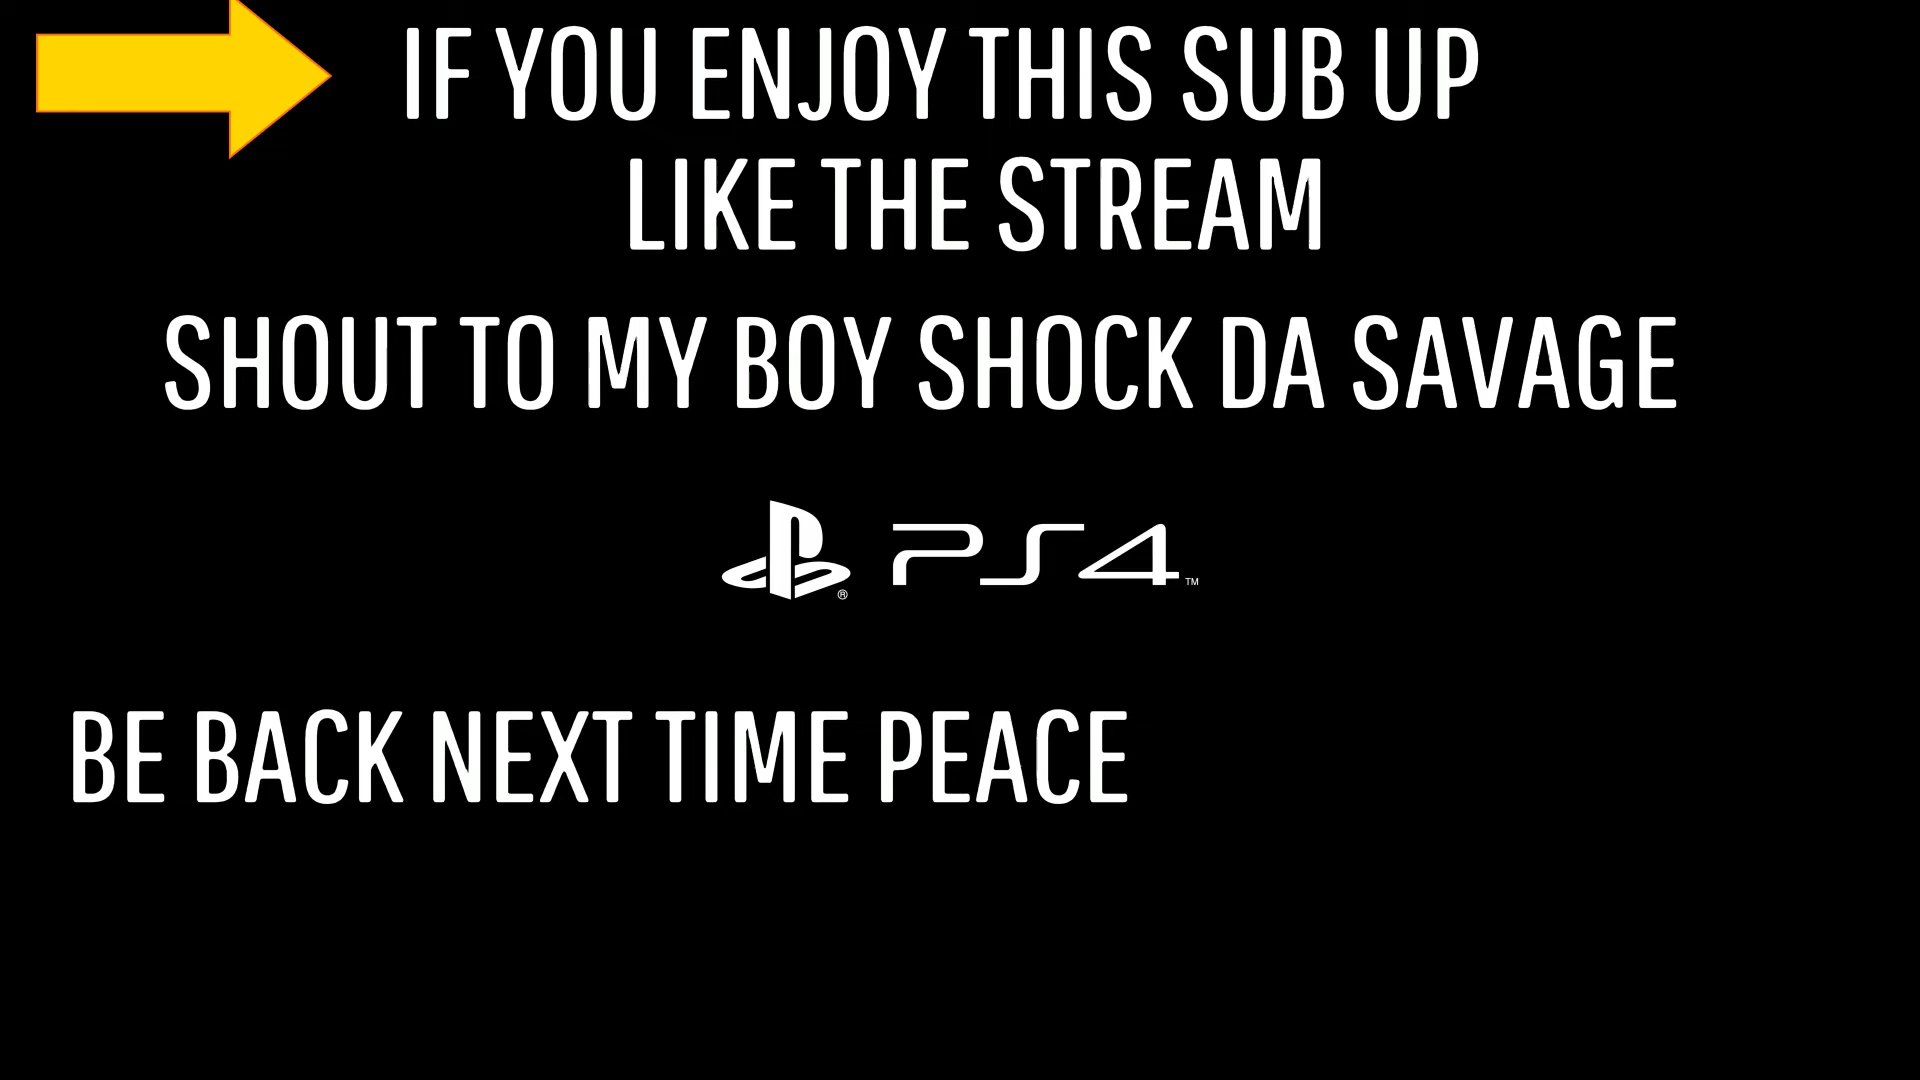 IF YOU ENJOY THIS SUB UP
LIKE THE STREAM
SHOUT TO MY BOY SHOCK DA SAVAGE
® PS4™
BE BACK NEXT TIME PEACE